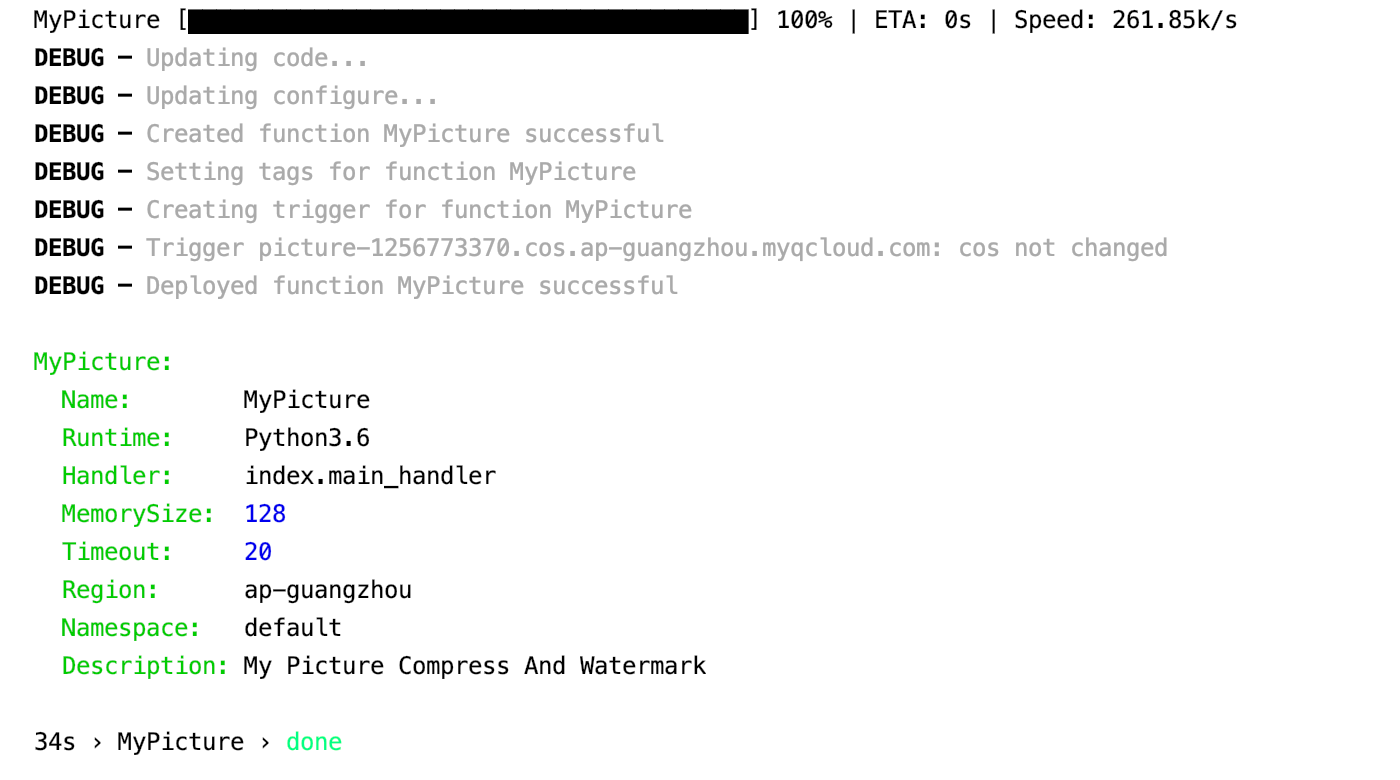 MyPicture [] 100% | ETA: 0s | Speed: 261.85k/s
DEBUG — Updating code...
DEBUG — Updating configure...
DEBUG — Created function MyPicture successful
DEBUG — Setting tags for function MyPicture
DEBUG — Creating trigger for function MyPicture
DEBUG — Trigger picture-1256773370.cos.ap-guangzhou.myqcloud.com: cos not changed
DEBUG — Deployed function MyPicture successful
MyPicture:
Name: MyPicture
Runtime: Python3.6
Handler: index.main_handler
MemorySize: 128
Timeout: 20
Region: ap-guangzhou
Namespace: default
Description: My Picture Compress And Watermark
34s › MyPicture › done